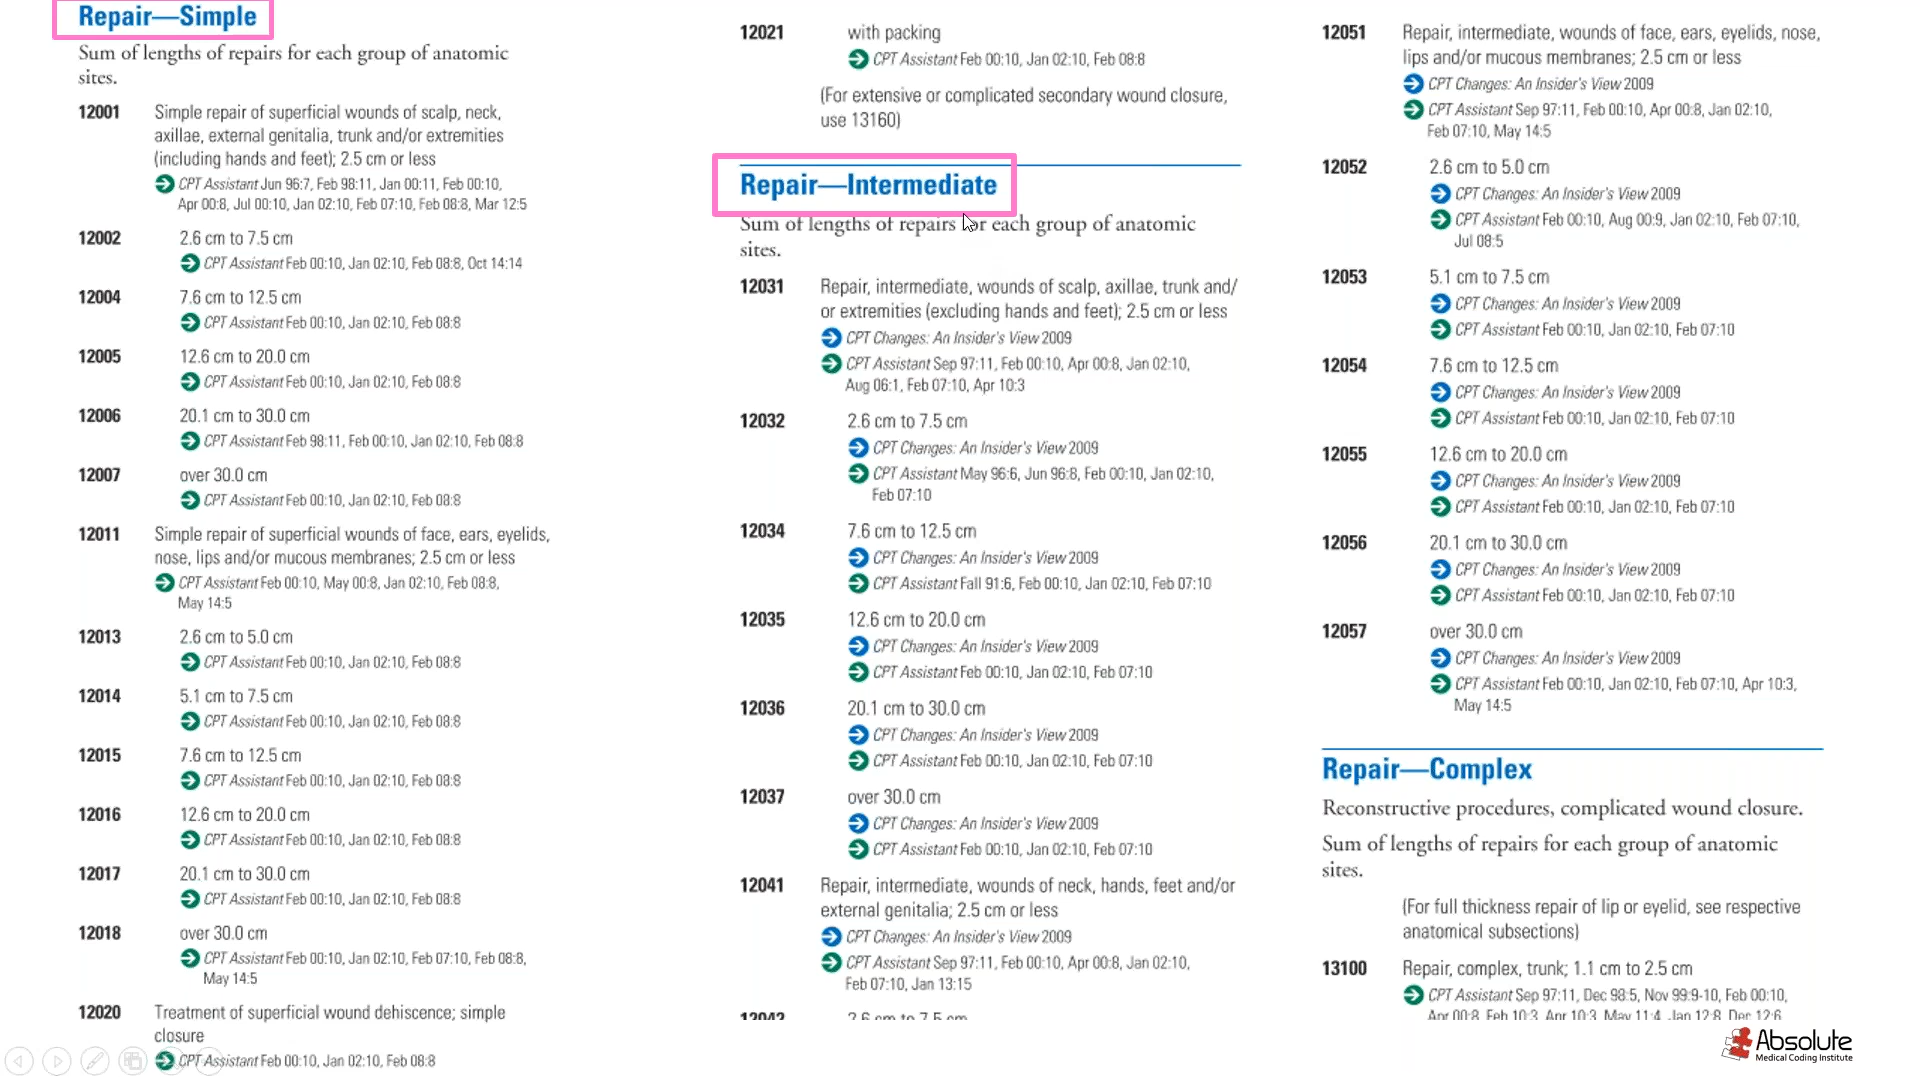 Repair—Simple
Sum of lengths of repairs for each group of anatomic
sites.
12001 Simple repair of superficial wounds of scalp, neck,
axillae, external genitalia, trunk and/or extremities
(including hands and feet); 2.5 cm or less
CPT Assistant Jun 96:7, Feb 98:11, Jan 00:11, Feb 00:10,
Apr 00:8, Jul 00:10, Jan 02:10, Feb 07:10, Feb 08:8, Mar 12:5
12002 2.6 cm to 7.5 cm
CPT Assistant Feb 00:10, Jan 02:10, Feb 08:8, Oct 14:14
12004 7.6 cm to 12.5 cm
CPT Assistant Feb 00:10, Jan 02:10, Feb 08:8
12005 12.6 cm to 20.0 cm
CPT Assistant Feb 00:10, Jan 02:10, Feb 08:8
12006 20.1 cm to 30.0 cm
CPT Assistant Feb 98:11, Feb 00:10, Jan 02:10, Feb 08:8
12007 over 30.0 cm
CPT Assistant Feb 00:10, Jan 02:10, Feb 08:8
12011 Simple repair of superficial wounds of face, ears, eyelids,
nose, lips and/or mucous membranes; 2.5 cm or less
CPT Assistant Feb 00:10, May 00:8, Jan 02:10, Feb 08:8,
May 14:5
12013 2.6 cm to 5.0 cm
CPT Assistant Feb 00:10, Jan 02:10, Feb 08:8
12014 5.1 cm to 7.5 cm
CPT Assistant Feb 00:10, Jan 02:10, Feb 08:8
12015 7.6 cm to 12.5 cm
CPT Assistant Feb 00:10, Jan 02:10, Feb 08:8
12016 12.6 cm to 20.0 cm
CPT Assistant Feb 00:10, Jan 02:10, Feb 08:8
12017 20.1 cm to 30.0 cm
CPT Assistant Feb 00:10, Jan 02:10, Feb 08:8
12018 over 30.0 cm
CPT Assistant Feb 00:10, Jan 02:10, Feb 07:10, Feb 08:8,
May 14:5
12020 Treatment of superficial wound dehiscence; simple
closure
CPT Assistant Feb 00:10, Jan 02:10, Feb 08:8
12021 with packing
CPT Assistant Feb 00:10, Jan 02:10, Feb 08:8
(For extensive or complicated secondary wound closure,
use 13160)
Repair—Intermediate
Sum of lengths of repairs for each group of anatomic
sites.
12031 Repair, intermediate, wounds of scalp, axillae, trunk and/
or extremities (excluding hands and feet); 2.5 cm or less
CPT Changes: An Insider's View 2009
CPT Assistant Sep 97:11, Feb 00:10, Apr 00:8, Jan 02:10,
Aug 06:1, Feb 07:10, Apr 10:3
12032 2.6 cm to 7.5 cm
CPT Changes: An Insider's View 2009
CPT Assistant May 96:6, Jun 96:8, Feb 00:10, Jan 02:10,
Feb 07:10
12034 7.6 cm to 12.5 cm
CPT Changes: An Insider's View 2009
CPT Assistant Fall 91:6, Feb 00:10, Jan 02:10, Feb 07:10
12035 12.6 cm to 20.0 cm
CPT Changes: An Insider's View 2009
CPT Assistant Feb 00:10, Jan 02:10, Feb 07:10
12036 20.1 cm to 30.0 cm
CPT Changes: An Insider's View 2009
CPT Assistant Feb 00:10, Jan 02:10, Feb 07:10
12037 over 30.0 cm
CPT Changes: An Insider's View 2009
CPT Assistant Feb 00:10, Jan 02:10, Feb 07:10
12041 Repair, intermediate, wounds of neck, hands, feet and/or
external genitalia; 2.5 cm or less
CPT Changes: An Insider's View 2009
CPT Assistant Sep 97:11, Feb 00:10, Apr 00:8, Jan 02:10,
Feb 07:10, Jan 13:15
12042 2.6 cm to 7.5 cm
12051 Repair, intermediate, wounds of face, ears, eyelids, nose,
lips and/or mucous membranes; 2.5 cm or less
CPT Changes: An Insider's View 2009
CPT Assistant Sep 97:11, Feb 00:10, Apr 00:8, Jan 02:10,
Feb 07:10, May 14:5
12052 2.6 cm to 5.0 cm
CPT Changes: An Insider's View 2009
CPT Assistant Feb 00:10, Aug 00:9, Jan 02:10, Feb 07:10,
Jul 08:5
12053 5.1 cm to 7.5 cm
CPT Changes: An Insider's View 2009
CPT Assistant Feb 00:10, Jan 02:10, Feb 07:10
12054 7.6 cm to 12.5 cm
CPT Changes: An Insider's View 2009
CPT Assistant Feb 00:10, Jan 02:10, Feb 07:10
12055 12.6 cm to 20.0 cm
CPT Changes: An Insider's View 2009
CPT Assistant Feb 00:10, Jan 02:10, Feb 07:10
12056 20.1 cm to 30.0 cm
CPT Changes: An Insider's View 2009
CPT Assistant Feb 00:10, Jan 02:10, Feb 07:10
12057 over 30.0 cm
CPT Changes: An Insider's View 2009
CPT Assistant Feb 00:10, Jan 02:10, Feb 07:10, Apr 10:3,
May 14:5
Repair—Complex
Reconstructive procedures, complicated wound closure.
Sum of lengths of repairs for each group of anatomic
sites.
(For full thickness repair of lip or eyelid, see respective
anatomical subsections)
13100 Repair, complex, trunk; 1.1 cm to 2.5 cm
CPT Assistant Sep 97:11, Dec 98:5, Nov 99:9-10, Feb 00:10,
Apr 00:8, Feb 10:3, Apr 10:3, May 11:4, Jan 12:8, Dec 12:6
Absolute
Medical Coding Institute